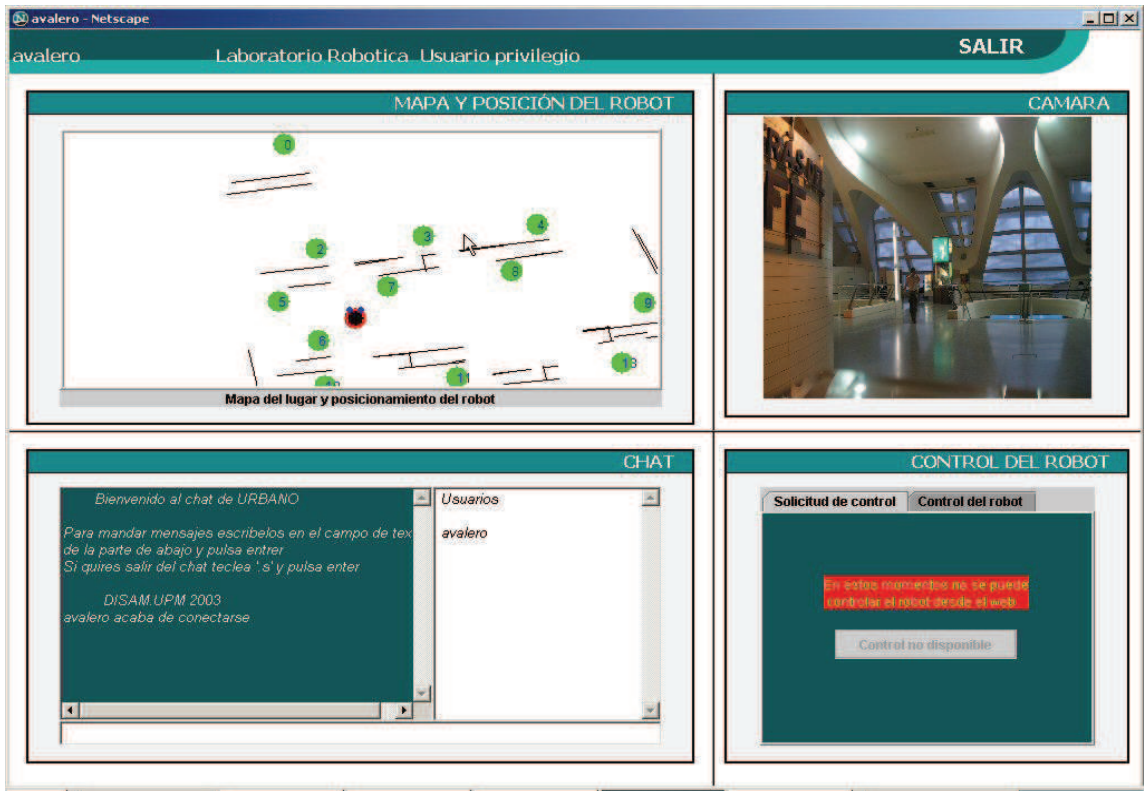 avalero - Netscape
avalero Laboratorio Robotica Usuario privilegio SALIR
MAPA Y POSICIÓN DEL ROBOT
0
2
3
4
5
7
8
9
6
10
11
13
Mapa del lugar y posicionamiento del robot
CAMARA
RÁS DEL
FE
CHAT
Bienvenido al chat de URBANO
Para mandar mensajes escribelos en el campo de tex
de la parte de abajo y pulsa entrer
Si quires salir del chat teclea '.s' y pulsa enter
DISAM.UPM 2003
avalero acaba de conectarse
Usuarios
avalero
CONTROL DEL ROBOT
Solicitud de control Control del robot
En estos momentos no se puede
controlar el robot desde el web
Control no disponible